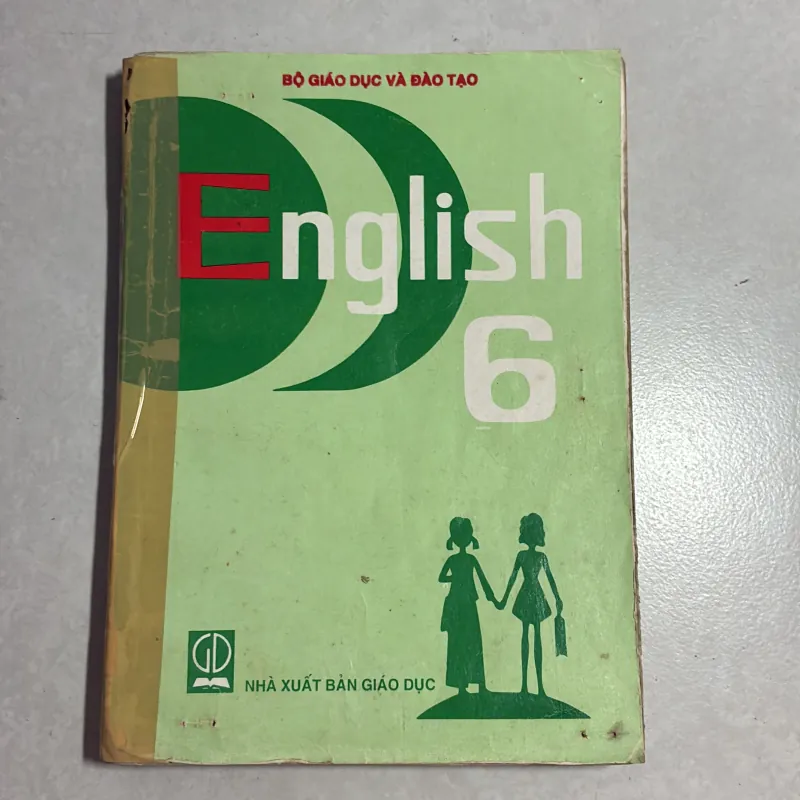 BỘ GIÁO DỤC VÀ ĐÀO TẠO
English
6
GD
NHÀ XUẤT BẢN GIÁO DỤC